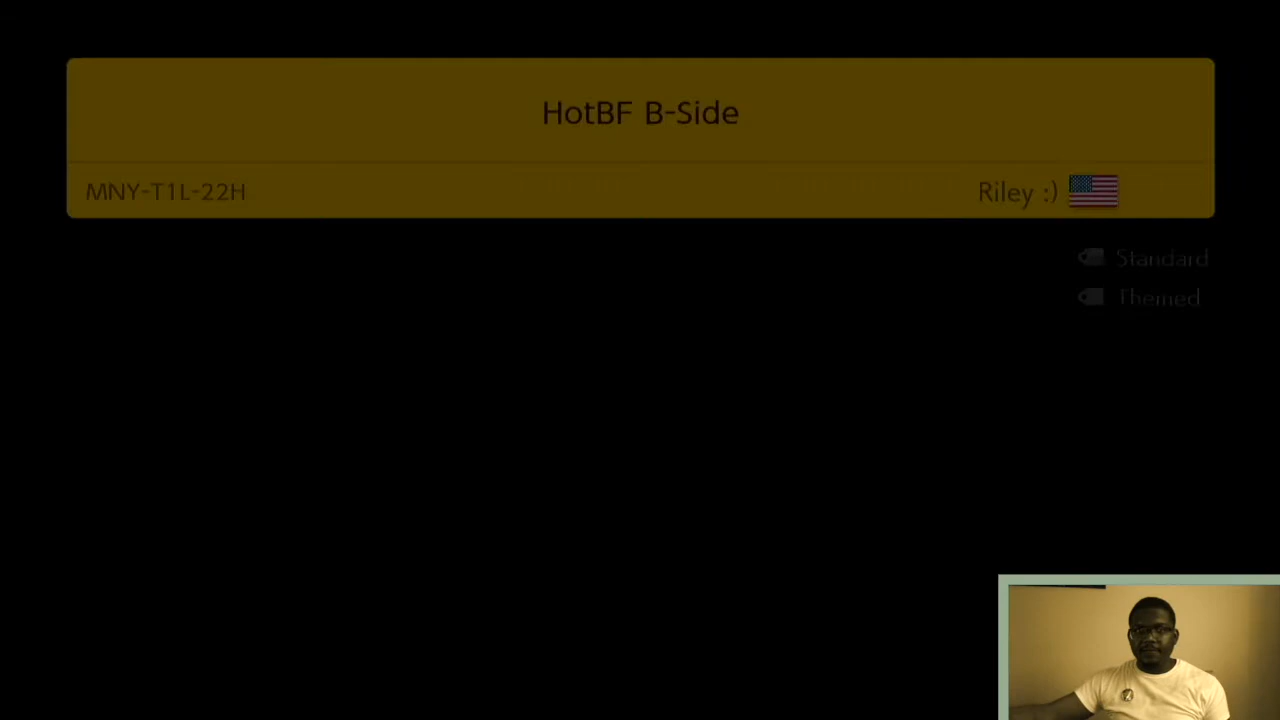 HotBF B-Side
MNY-T1L-22H
Riley :)
Standard
Themed